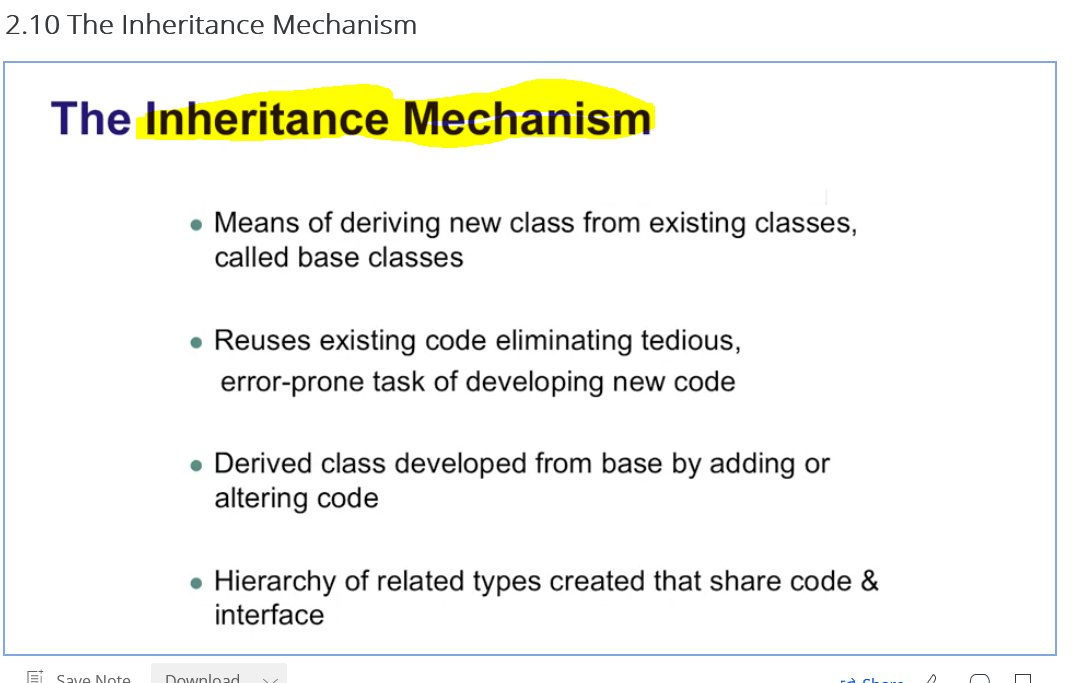 2.10 The Inheritance Mechanism
The Inheritance Mechanism
• Means of deriving new class from existing classes,
called base classes
• Reuses existing code eliminating tedious,
error-prone task of developing new code
• Derived class developed from base by adding or
altering code
• Hierarchy of related types created that share code &
interface
Save Note Download Share